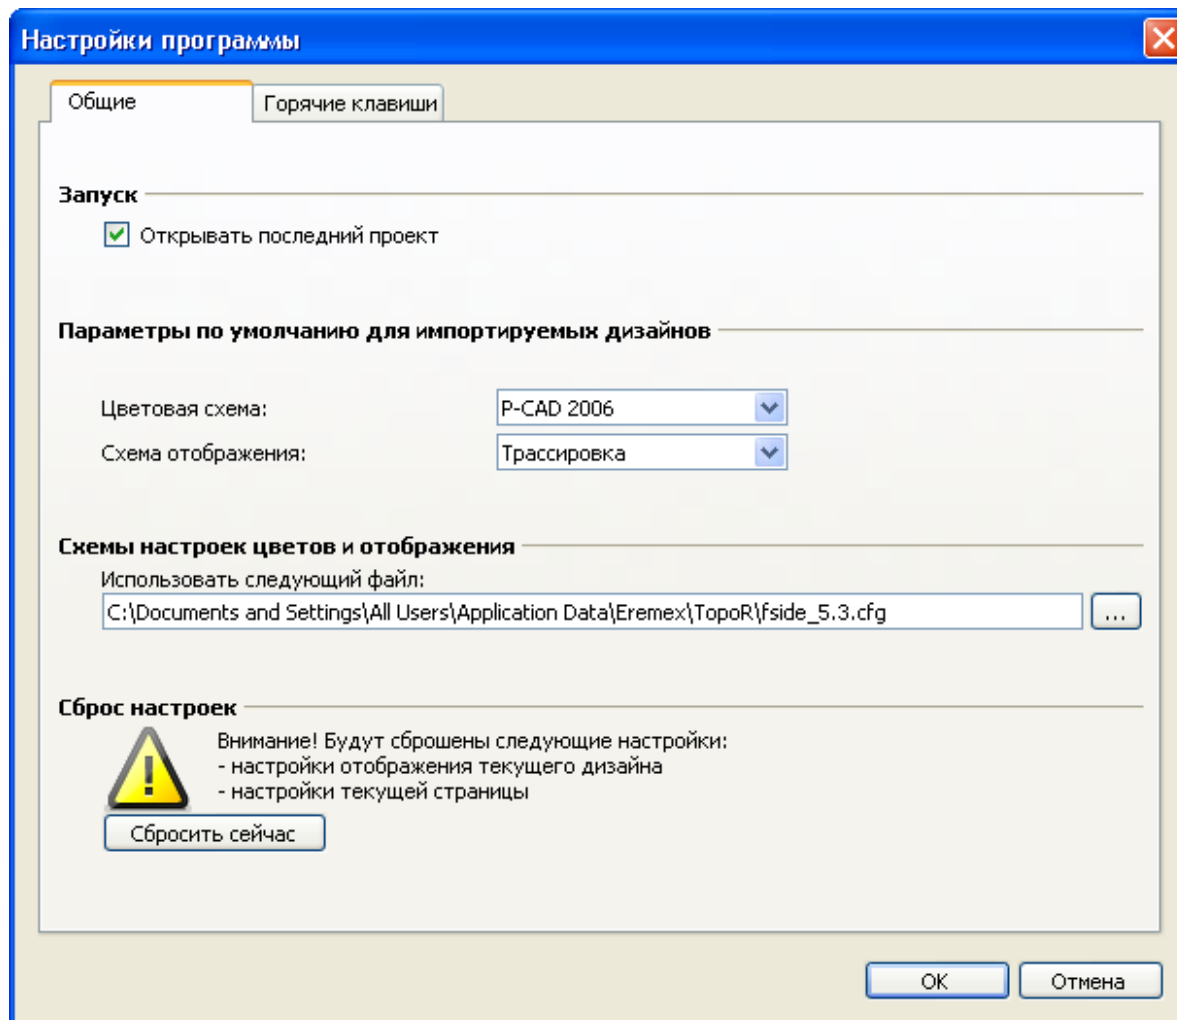 Настройки программы
Общие
Горячие клавиши
Запуск
Открывать последний проект
Параметры по умолчанию для импортируемых дизайнов
Цветовая схема: P-CAD 2006
Схема отображения: Трассировка
Схемы настроек цветов и отображения
Использовать следующий файл:
C:\Documents and Settings\All Users\Application Data\Eremex\TopoR\fside_5.3.cfg ...
Сброс настроек
Внимание! Будут сброшены следующие настройки:
- настройки отображения текущего дизайна
- настройки текущей страницы
Сбросить сейчас
OK Отмена